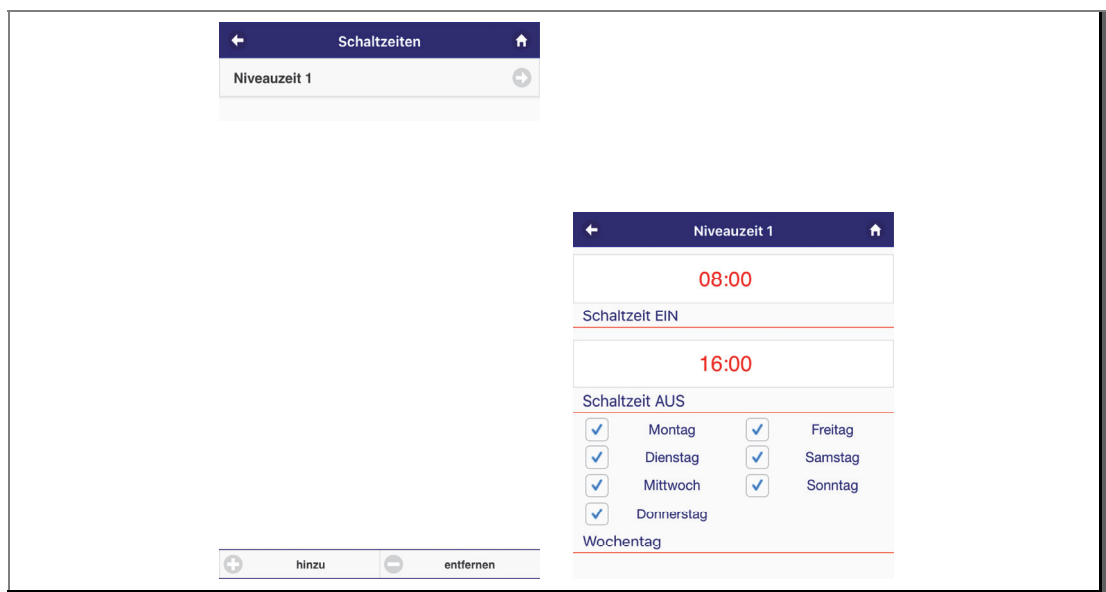 Schaltzeiten
Niveauzeit 1
hinzu entfernen
Niveauzeit 1
08:00
Schaltzeit EIN
16:00
Schaltzeit AUS
Montag Freitag
Dienstag Samstag
Mittwoch Sonntag
Donnerstag
Wochentag